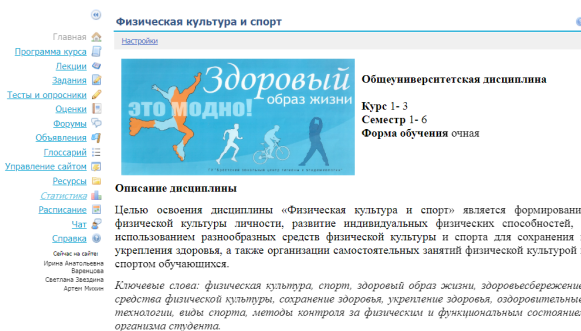 Физическая культура и спорт
Настройки
Главная
Программа курса
Лекции
Задания
Тесты и опросники
Оценки
Форумы
Объявления
Глоссарий
Управление сайтом
Ресурсы
Статистика
Расписание
Чат
Справка
Сейчас на сайте:
Ирина Анатольевна
Варенцова
Светлана Звездина
Артем Михин
Здоровый
образ жизни
это модно!
Общеуниверситетская дисциплина
Курс 1- 3
Семестр 1- 6
Форма обучения очная
Описание дисциплины
Целью освоения дисциплины «Физическая культура и спорт» является формировани
физической культуры личности, развитие индивидуальных физических способностей,
использованием разнообразных средств физической культуры и спорта для сохранения
укрепления здоровья, а также организации самостоятельных занятий физической культурой
спортом обучающихся.
Ключевые слова: физическая культура, спорт, здоровый образ жизни, здоровьесбережени
средства физической культуры, сохранение здоровья, укрепление здоровья, оздоровительны
технологии, виды спорта, методы контроля за физическим и функциональным состояние
организма студента.